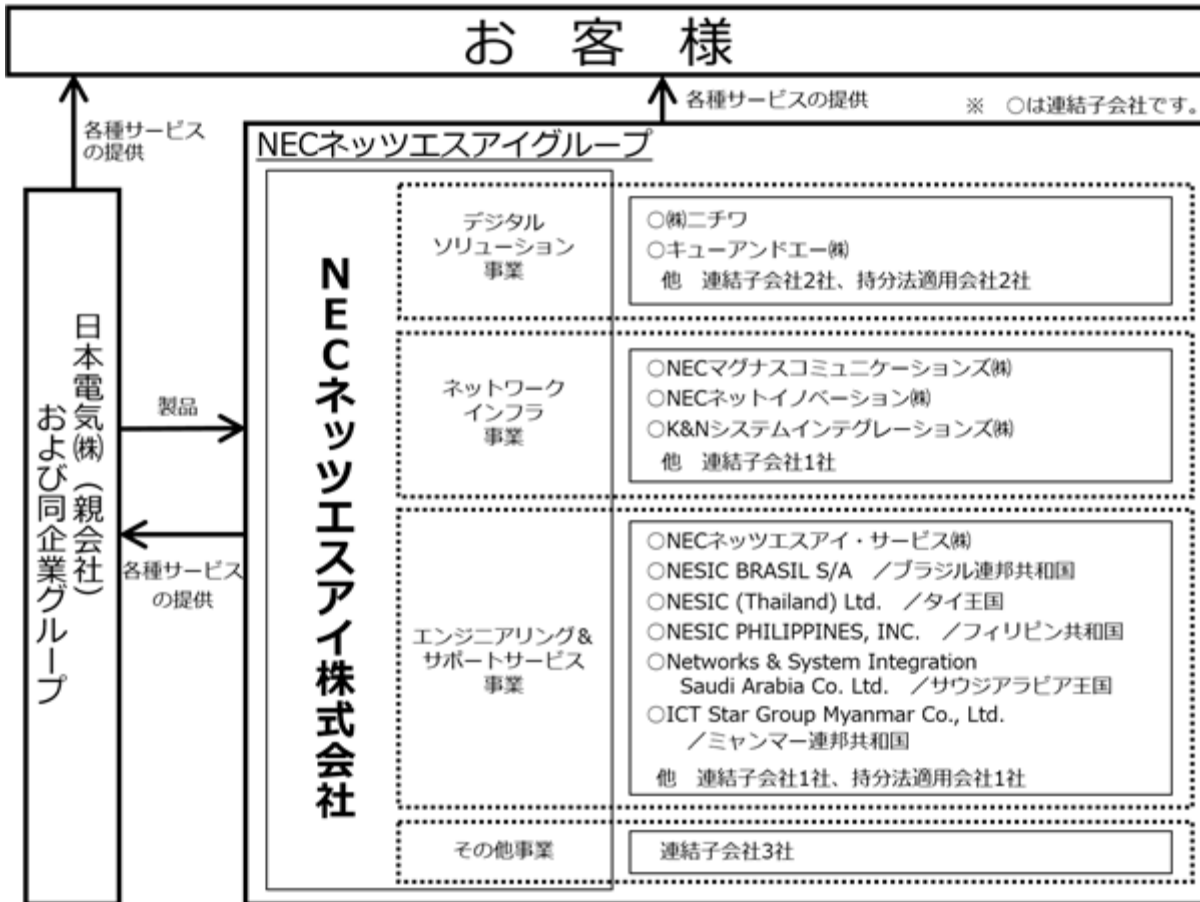 お 客 様
各種サービス
の提供
各種サービスの提供
※ ○は連結子会社です。
NECネッツエスアイグループ
日本電気㈱(親会社)
および同企業グループ
製品
各種サービス
の提供
NECネッツエスアイ株式会社
デジタル
ソリューション
事業
○㈱ニチワ
○キューアンドエー㈱
他 連結子会社2社、持分法適用会社2社
ネットワーク
インフラ
事業
○NECマグナスコミュニケーションズ㈱
○NECネットイノベーション㈱
○K&Nシステムインテグレーションズ㈱
他 連結子会社1社
エンジニアリング&
サポートサービス
事業
○NECネッツエスアイ・サービス㈱
○NESIC BRASIL S/A /ブラジル連邦共和国
○NESIC (Thailand) Ltd. /タイ王国
○NESIC PHILIPPINES, INC. /フィリピン共和国
○Networks & System Integration
Saudi Arabia Co. Ltd. /サウジアラビア王国
○ICT Star Group Myanmar Co., Ltd.
/ミャンマー連邦共和国
他 連結子会社1社、持分法適用会社1社
その他事業
連結子会社3社